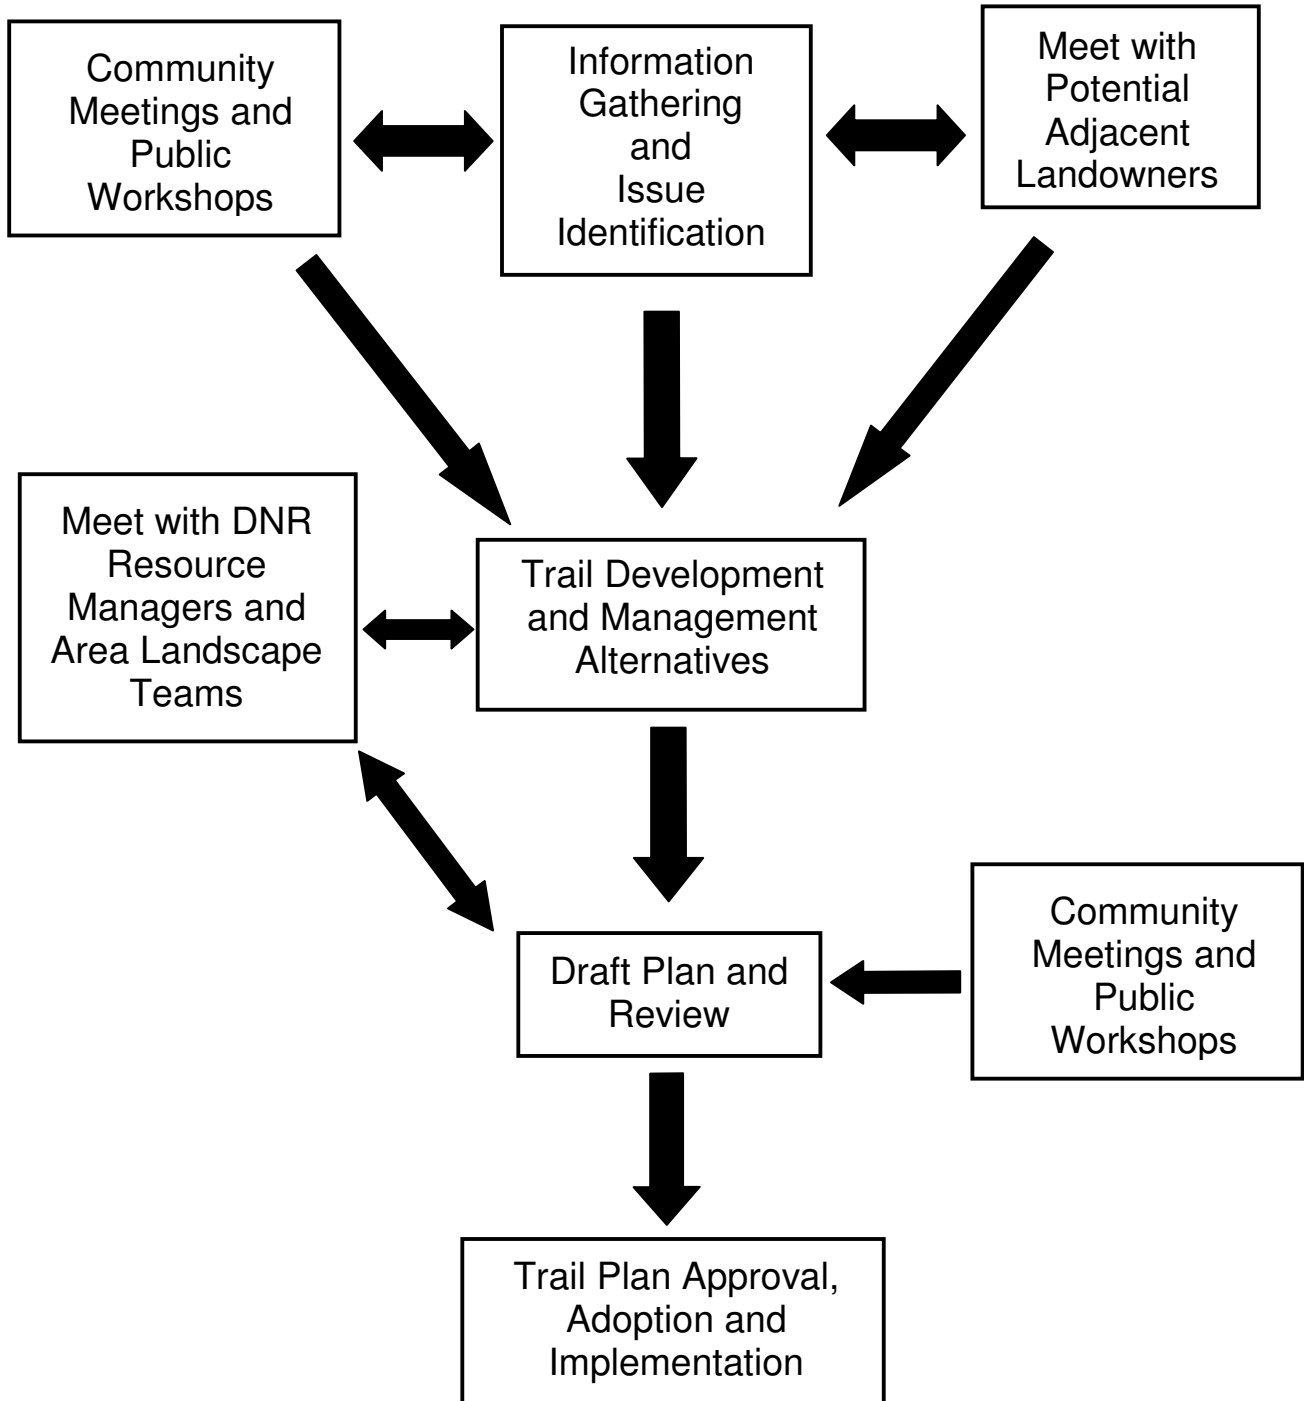 Community
Meetings and
Public
Workshops
Information
Gathering
and
Issue
Identification
Meet with
Potential
Adjacent
Landowners
Meet with DNR
Resource
Managers and
Area Landscape
Teams
Trail Development
and Management
Alternatives
Draft Plan and
Review
Community
Meetings and
Public
Workshops
Trail Plan Approval,
Adoption and
Implementation